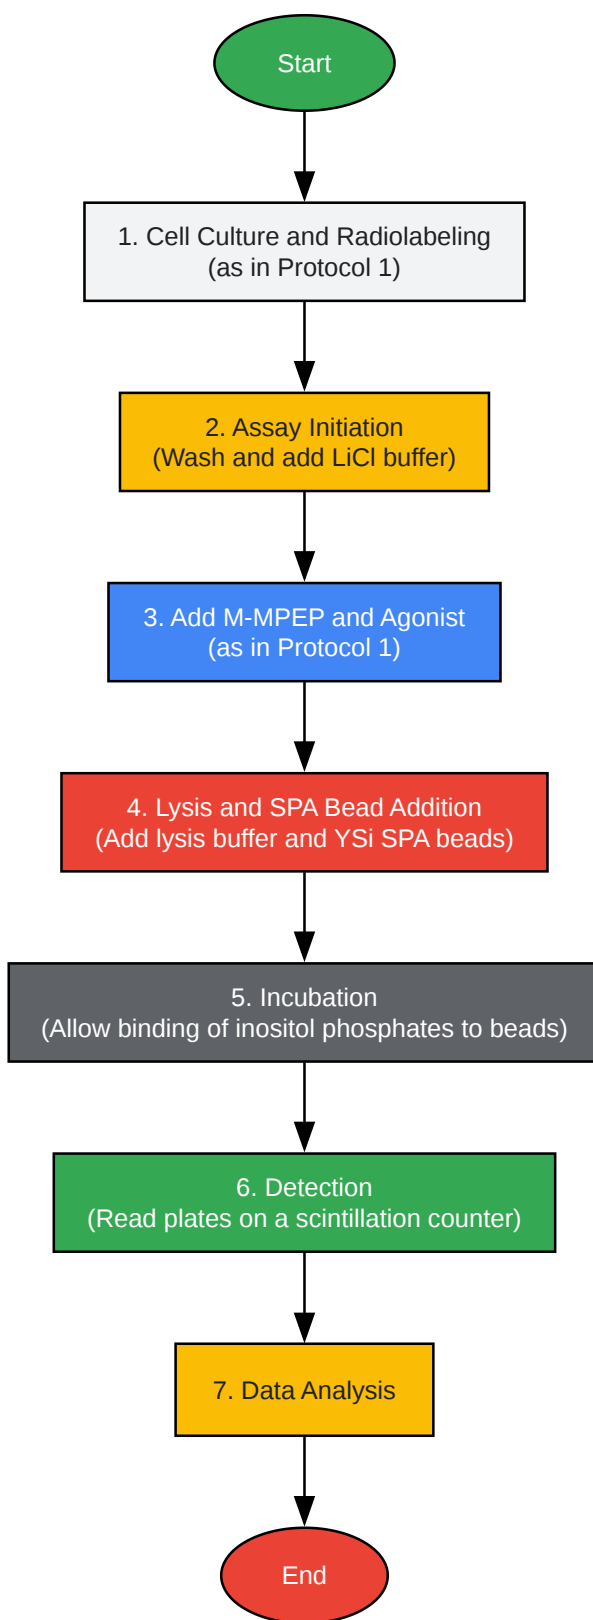 Start
1. Cell Culture and Radiolabeling
(as in Protocol 1)
2. Assay Initiation
(Wash and add LiCl buffer)
3. Add M-MPEP and Agonist
(as in Protocol 1)
4. Lysis and SPA Bead Addition
(Add lysis buffer and YSi SPA beads)
5. Incubation
(Allow binding of inositol phosphates to beads)
6. Detection
(Read plates on a scintillation counter)
7. Data Analysis
End